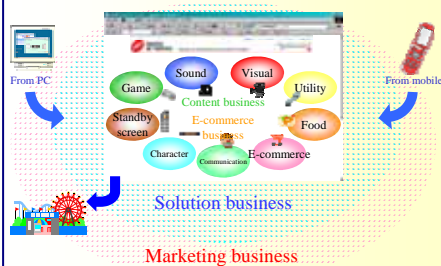 From PC
From mobile
Sound
Visual
Game
Utility
Content business
Standby
screen
E-commerce
business
Food
Character
Communication
E-commerce
Solution business
Marketing business